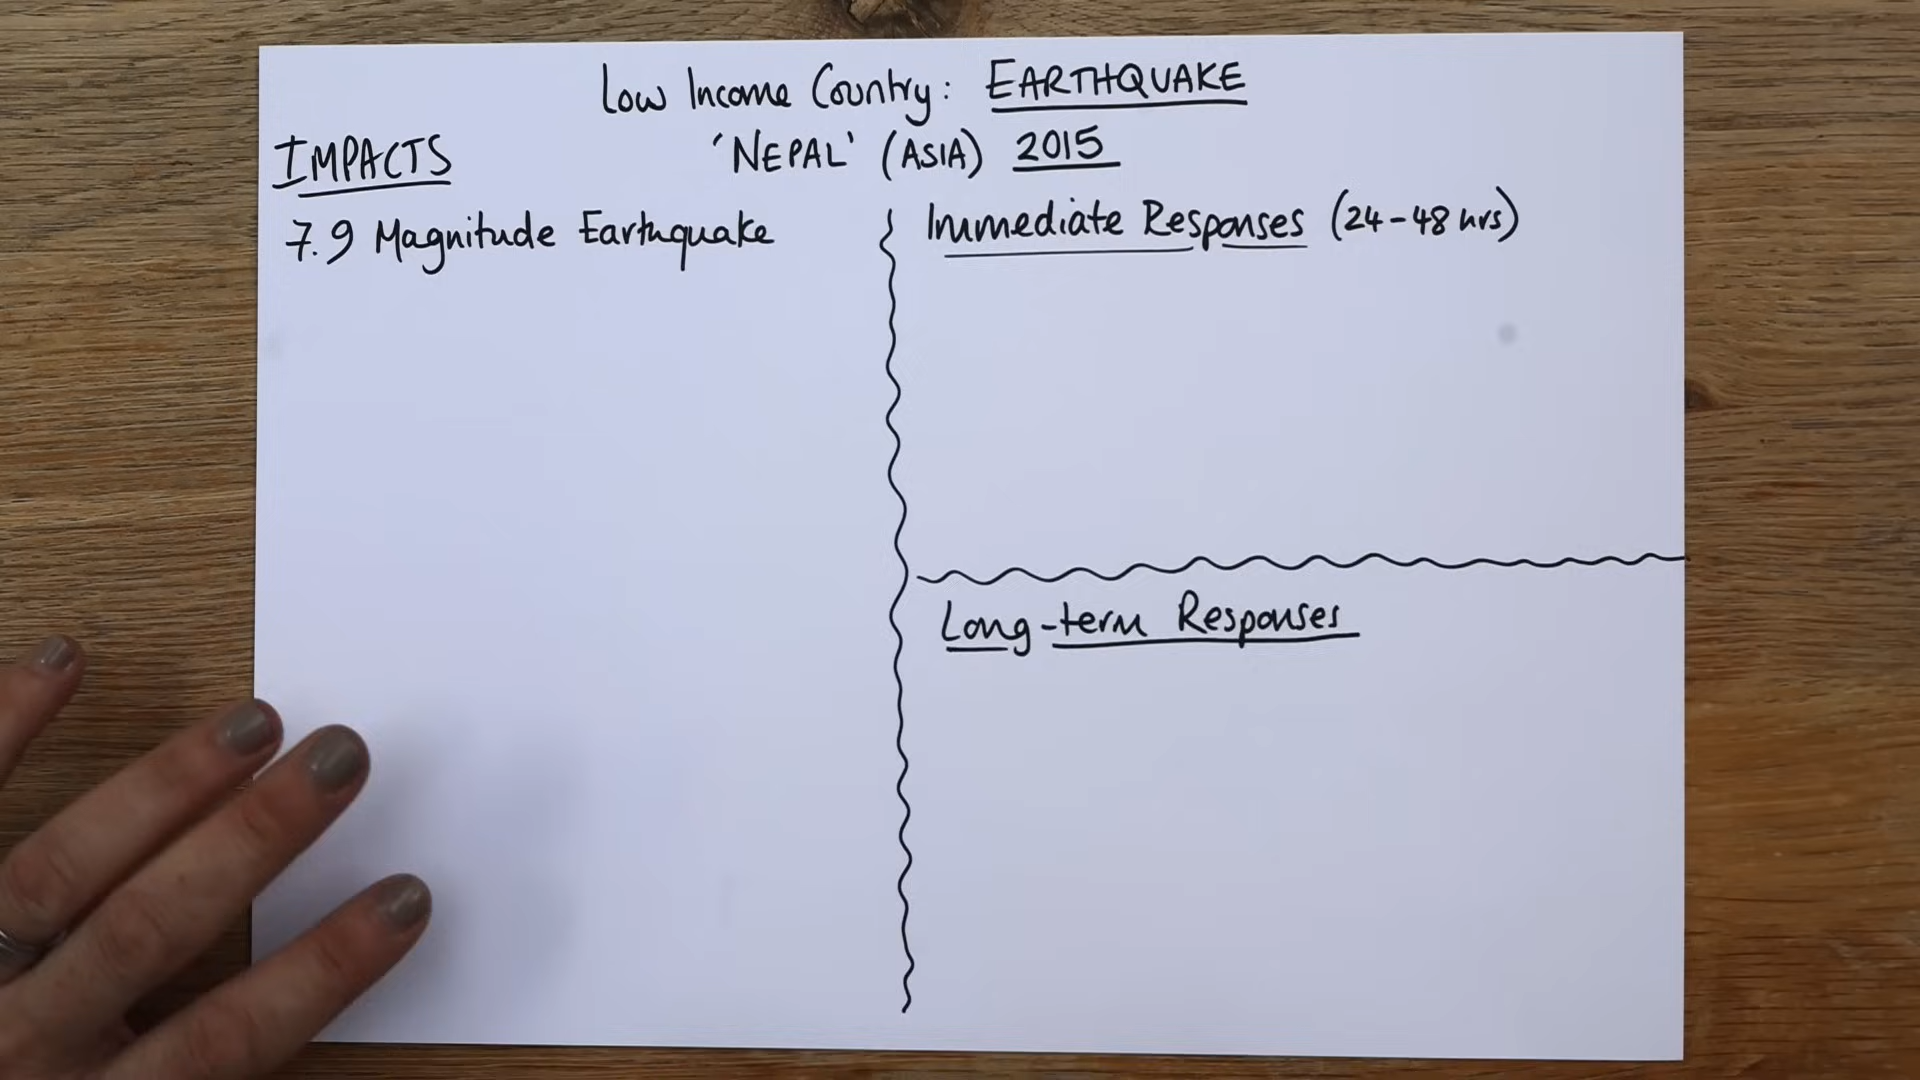 Low Income Country: EARTHQUAKE
'NEPAL' (ASIA) 2015
IMPACTS
7.9 Magnitude Earthquake
Immediate Responses (24-48 hrs)
Long-term Responses